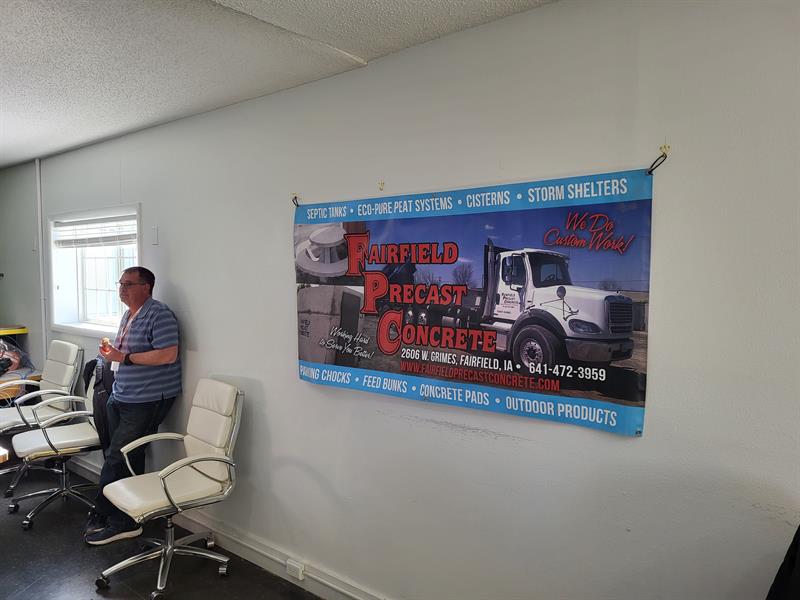 SEPTIC TANKS • ECO-PURE PEAT SYSTEMS • CISTERNS • STORM SHELTERS
We Do
Custom Work!
FAIRFIELD
PRECAST
CONCRETE
Working Hard
to Serve You Better!
2606 W. GRIMES, FAIRFIELD, IA • 641-472-3959
WWW.FAIRFIELDPRECASTCONCRETE.COM
PAVING CHOCKS • FEED BUNKS • CONCRETE PADS • OUTDOOR PRODUCTS